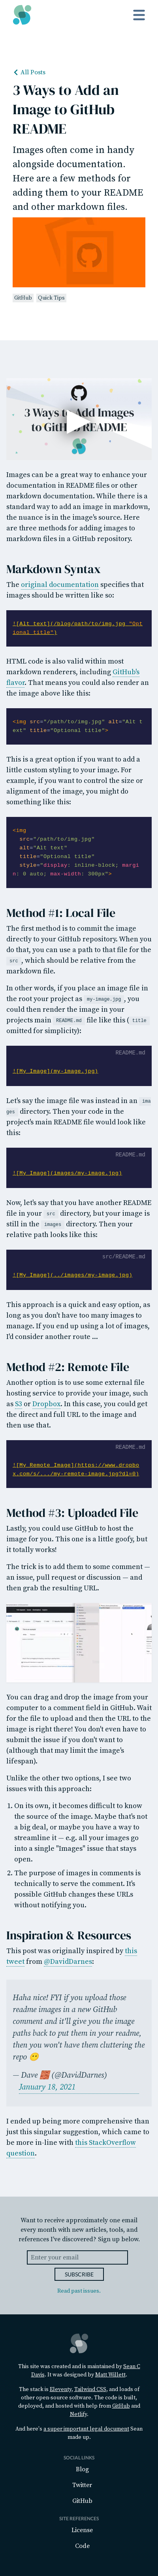 All Posts
3 Ways to Add an
Image to GitHub
README
Images often come in handy
alongside documentation.
Here are a few methods for
adding them to your README
and other markdown files.
GitHub Quick Tips
3 Ways to Add Images
to GitHub README
Images can be a great way to enhance your
documentation in README files or other
markdown documentation. While there is a
standard way to add an image in markdown,
the nuance is in the details. Here are
three methods for adding images to
markdown files in a GitHub repository.
Markdown Syntax
The original documentation specifies that
images should be written like so:
![Alt text](/blog/path/to/img.jpg "Opt
ional title")
HTML code is also valid within most
markdown renderers, including GitHub's
flavor. That means you could also render an
the image above like this:
<img src="/path/to/img.jpg" alt="Alt t
ext" title="Optional title">
This is a great option if you want to add a
little custom styling to your image. For
example, if you want to control the size or
alignment of the image, you might do
something like this:
<img
src="/path/to/img.jpg"
alt="Alt text"
title="Optional title"
style="display: inline-block; margi
n: 0 auto; max-width: 300px">
Method #1: Local File
The first method is to commit the image
directly to your GitHub repository. When you
do that, you can use a path to that file for the
src , which should be relative from the
markdown file.
In other words, if you place an image file in
the root your project as my-image.jpg , you
could then render the image in your
projects main README.md file like this ( title
omitted for simplicity):
README.md
![My Image](my-image.jpg)
Let's say the image file was instead in an ima
ges directory. Then your code in the
project's main README file would look like
this:
README.md
![My Image](images/my-image.jpg)
Now, let's say that you have another README
file in your src directory, but your image is
still in the images directory. Then your
relative path looks like this:
src/README.md
![My Image](../images/my-image.jpg)
This approach is a quick and easy option, so
long as you don't have too many images to
manage. If you end up using a lot of images,
I'd consider another route ...
Method #2: Remote File
Another option is to use some external site
hosting service to provide your image, such
as S3 or Dropbox. In this case, you could get
the direct and full URL to the image and
then use that.
README.md
![My Remote Image](https://www.dropbo
x.com/s/.../my-remote-image.jpg?dl=0)
Method #3: Uploaded File
Lastly, you could use GitHub to host the
image for you. This one is a little goofy, but
it totally works!
The trick is to add them to some comment —
an issue, pull request or discussion — and
then grab the resulting URL.
You can drag and drop the image from your
computer to a comment field in GitHub. Wait
for the file to upload and then the URL to the
image will magically appear. You don't have to
submit the issue if you don't want to
(although that may limit the image's
lifespan).
Unlike the other two options, I see two
issues with this approach:
1. On its own, it becomes difficult to know
the source of the image. Maybe that's not
a big deal, or maybe you have a way to
streamline it — e.g. all your images go
into a single "Images" issue that stays
open.
2. The purpose of images in comments is
technically to serve the comment. It's
possible GitHub changes these URLs
without notifying you.
Inspiration & Resources
This post was originally inspired by this
tweet from @DavidDarnes:
Haha nice! FYI if you upload those
readme images in a new GitHub
comment and it'll give you the image
paths back to put them in your readme,
then you won't have them cluttering the
repo
— Dave (@DavidDarnes)
January 18, 2021
I ended up being more comprehensive than
just this singular suggestion, which came to
be more in-line with this StackOverflow
question.
Want to receive approximately one email
every month with new articles, tools, and
other references I've discovered? Sign up below.
Enter your email
SUBSCRIBE
Read past issues.
This site was created and is maintained by Sean C
Davis. It was designed by Matt Willett.
The stack is Eleventy, Tailwind CSS, and loads of
other open-source software. The code is built,
deployed, and hosted with help from GitHub and
Netlify.
And here's a super important legal document Sean
made up.
SOCIAL LINKS
Blog
Twitter
GitHub
SITE REFERENCES
License
Code